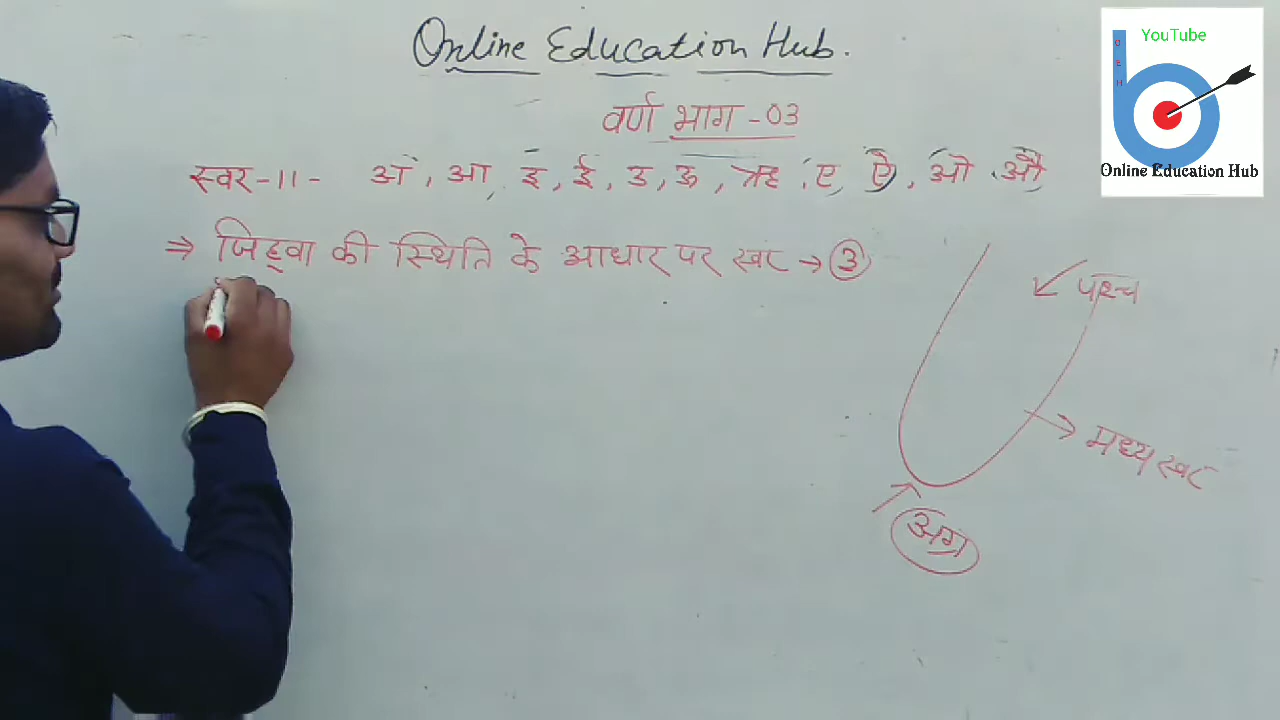 Online Education Hub.
YouTube
OEH
Online Education Hub
वर्ण भाग -03
स्वर-11- अ, आ, इ, ई, उ, ऊ, ऋ, ए, ऐ, ओ, औ,
⇒ जिह्वा की स्थिति के आधार पर स्वर → ③
पश्च
मध्य स्वर
अग्र